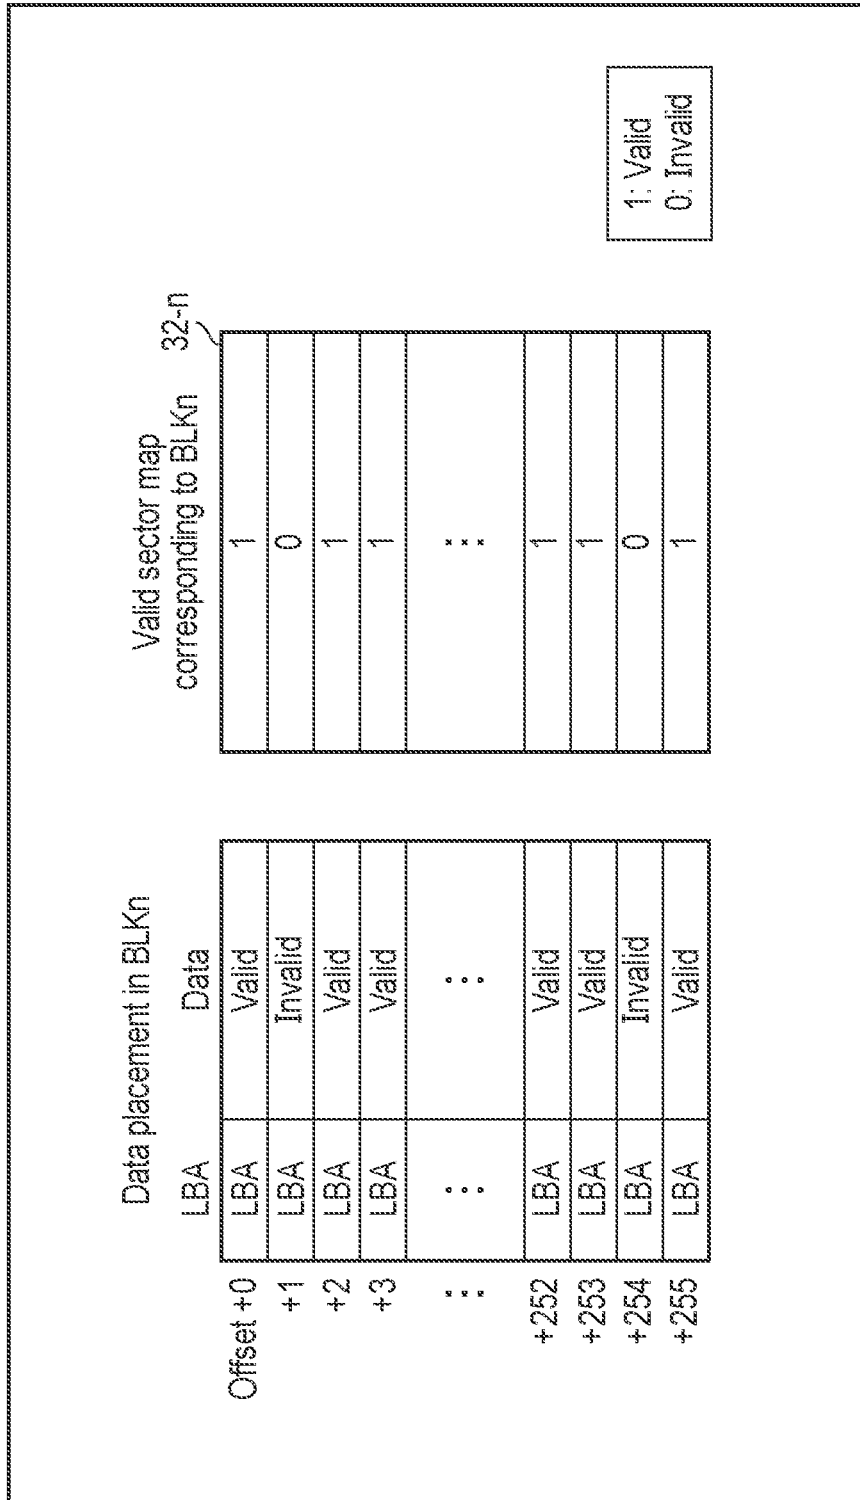 Data placement in BLKn
LBA Data
Offset +0 LBA Valid
+1 LBA Invalid
+2 LBA Valid
+3 LBA Valid
+252 LBA Valid
+253 LBA Valid
+254 LBA Invalid
+255 LBA Valid
Valid sector map
corresponding to BLKn
32-n
1
0
1
1
1
1
0
1
1: Valid
0: Invalid